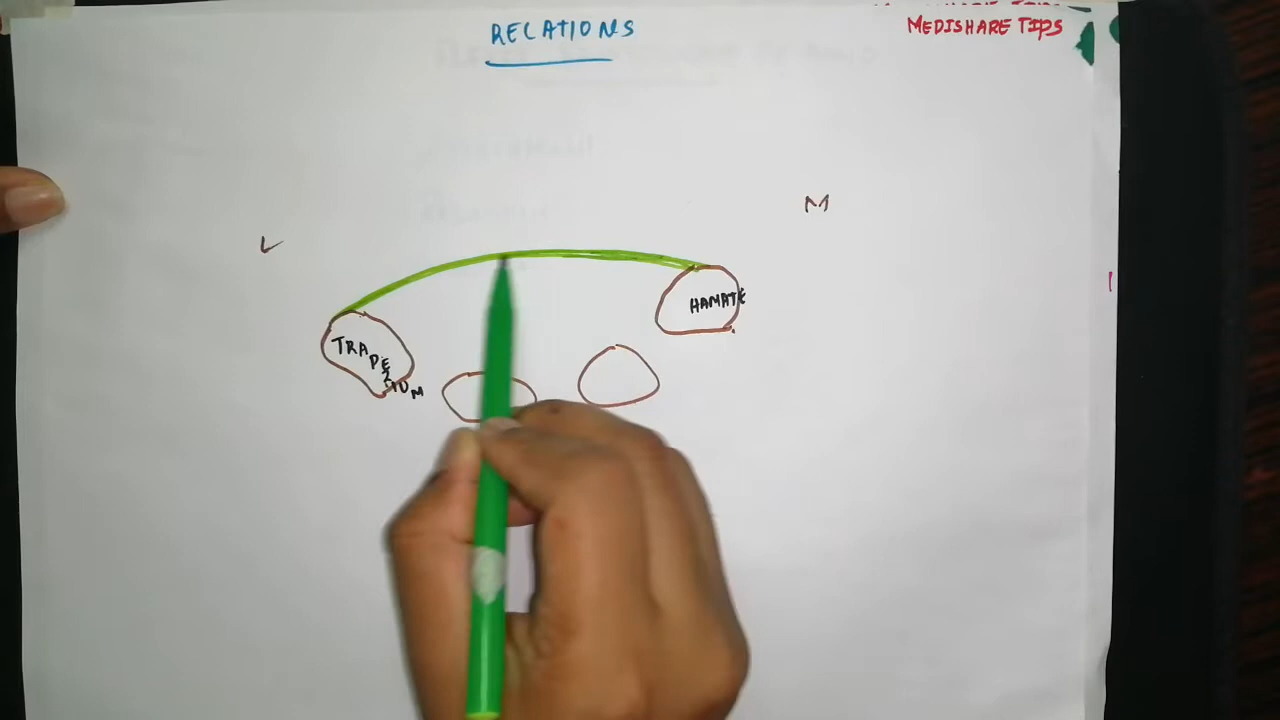 RELATIONS
MEDISHARE TIPS
M
L
HAMATE
TRAPEZIUM